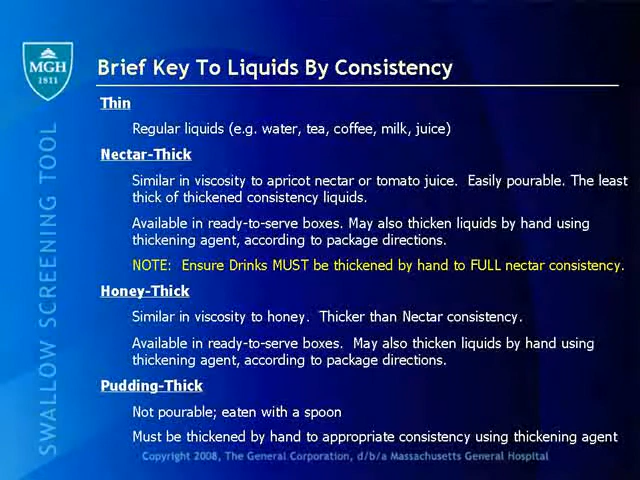 MGH
1811
Brief Key To Liquids By Consistency
SWALLOW SCREENING TOOL
Thin
Regular liquids (e.g. water, tea, coffee, milk, juice)
Nectar-Thick
Similar in viscosity to apricot nectar or tomato juice. Easily pourable. The least
thick of thickened consistency liquids.
Available in ready-to-serve boxes. May also thicken liquids by hand using
thickening agent, according to package directions.
NOTE: Ensure Drinks MUST be thickened by hand to FULL nectar consistency.
Honey-Thick
Similar in viscosity to honey. Thicker than Nectar consistency.
Available in ready-to-serve boxes. May also thicken liquids by hand using
thickening agent, according to package directions.
Pudding-Thick
Not pourable; eaten with a spoon
Must be thickened by hand to appropriate consistency using thickening agent
Copyright 2008, The General Corporation, d/b/a Massachusetts General Hospital